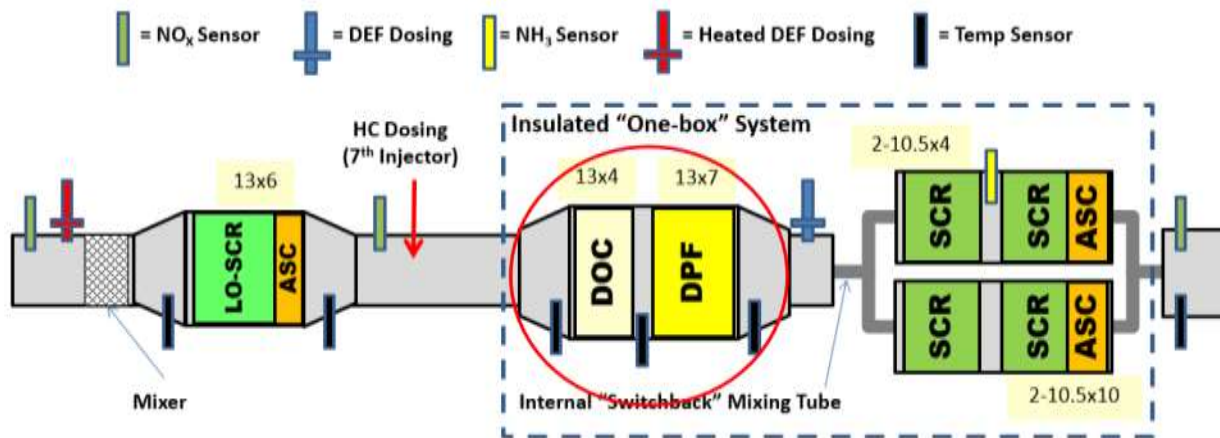 = NOX Sensor
= DEF Dosing
= NH3 Sensor
= Heated DEF Dosing
= Temp Sensor
HC Dosing
(7th Injector)
Insulated “One-box” System
13x6
13x4
13x7
2-10.5x4
LO-SCR
ASC
DOC
DPF
SCR
SCR
ASC
SCR
SCR
ASC
Mixer
Internal “Switchback” Mixing Tube
2-10.5x10